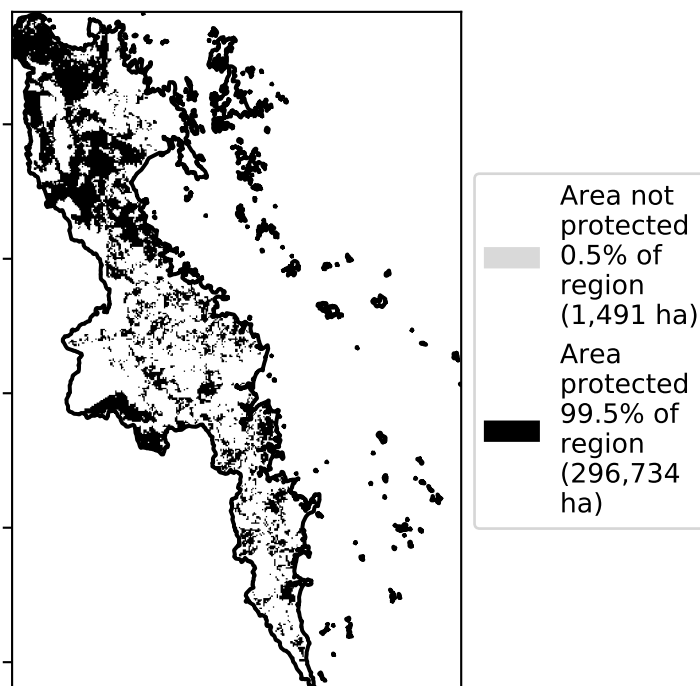 Area not
protected
0.5% of
region
(1,491 ha)
Area
protected
99.5% of
region
(296,734
ha)